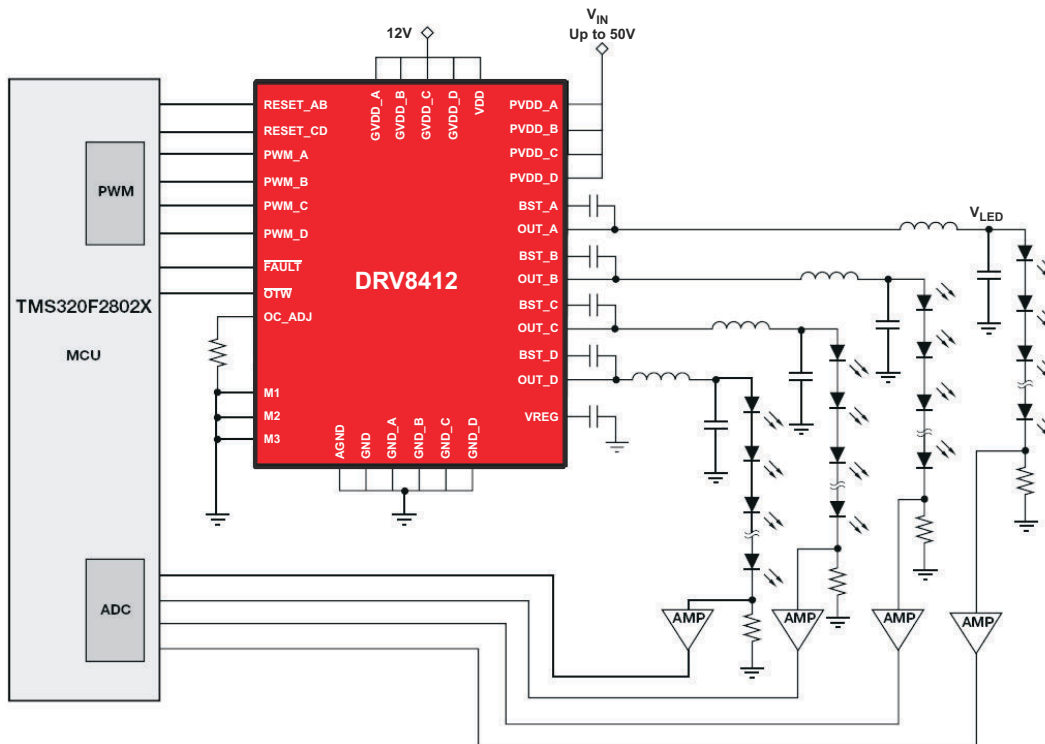 12V
V_IN
Up to 50V
GVDD_A
GVDD_B
GVDD_C
GVDD_D
VDD
RESET_AB
RESET_CD
PWM_A
PWM_B
PWM_C
PWM_D
FAULT
OTW
OC_ADJ
M1
M2
M3
PVDD_A
PVDD_B
PVDD_C
PVDD_D
BST_A
OUT_A
BST_B
OUT_B
BST_C
OUT_C
BST_D
OUT_D
VREG
AGND
GND
GND_A
GND_B
GND_C
GND_D
DRV8412
PWM
TMS320F2802X
MCU
ADC
V_LED
AMP
AMP
AMP
AMP